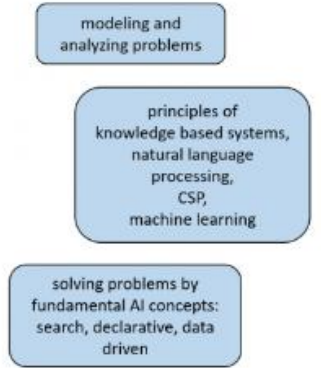 modeling and
analyzing problems
principles of
knowledge based systems,
natural language
processing,
CSP,
machine learning
solving problems by
fundamental AI concepts:
search, declarative, data
driven